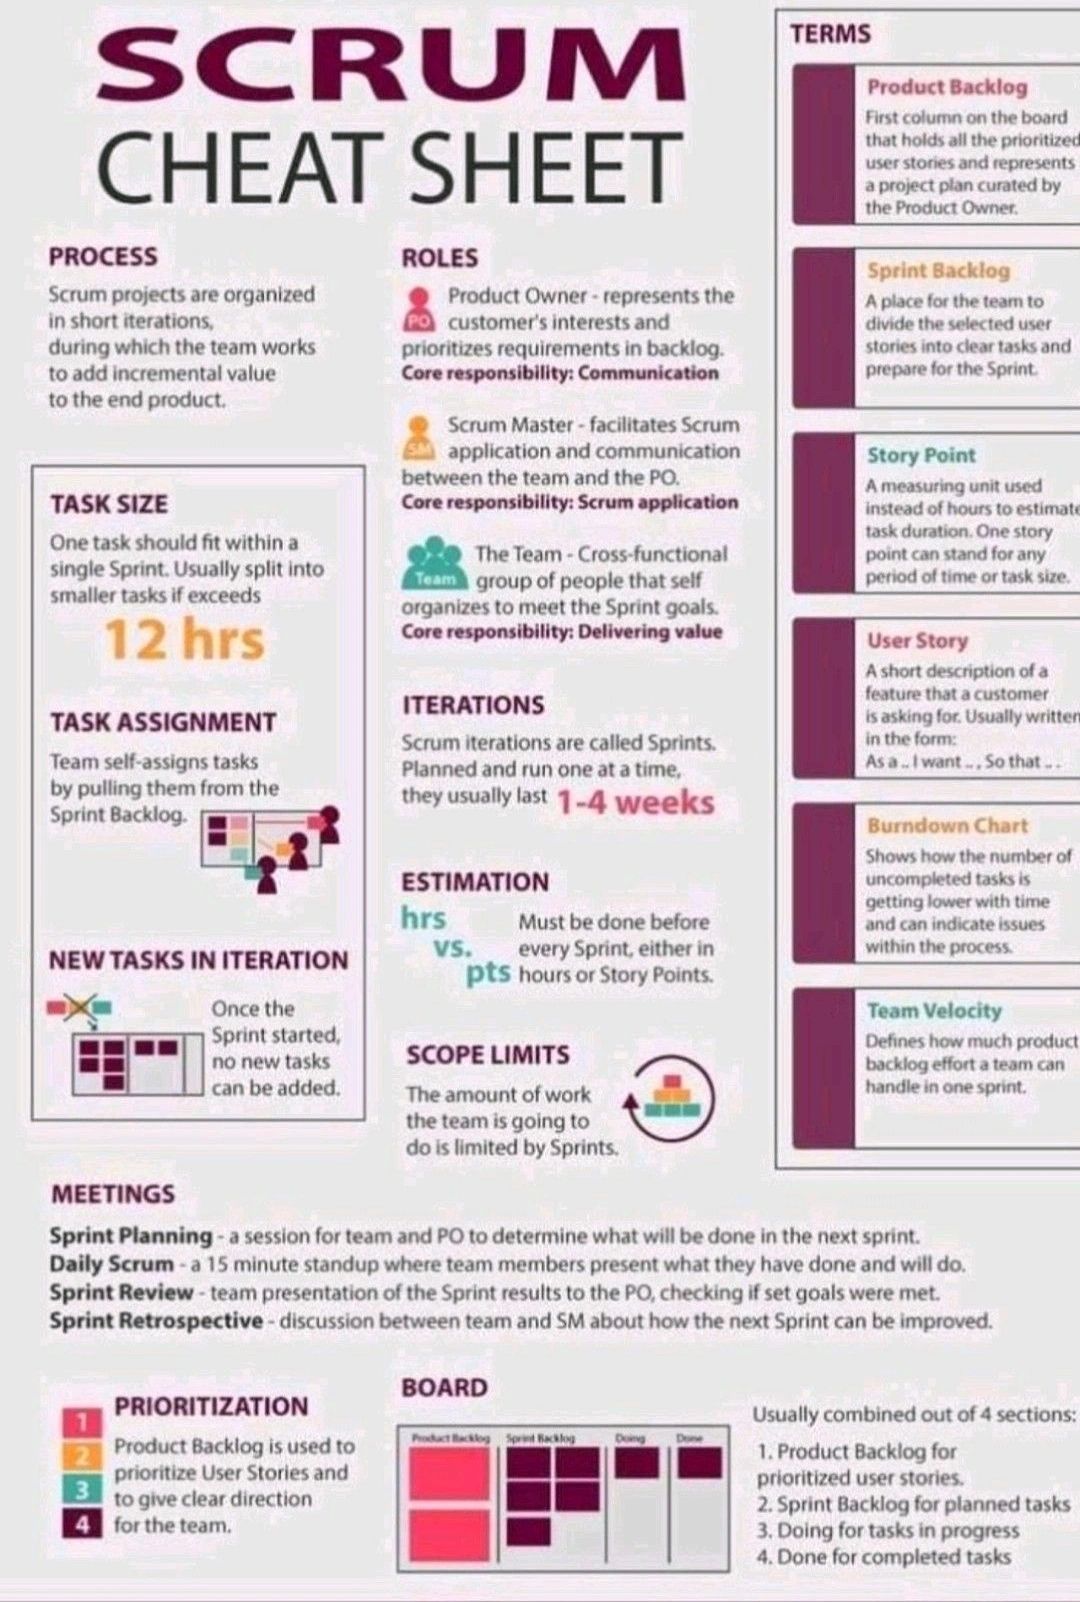 SCRUM
CHEAT SHEET
PROCESS
Scrum projects are organized
in short iterations,
during which the team works
to add incremental value
to the end product.
TASK SIZE
One task should fit within a
single Sprint. Usually split into
smaller tasks if exceeds
12 hrs
TASK ASSIGNMENT
Team self-assigns tasks
by pulling them from the
Sprint Backlog.
NEW TASKS IN ITERATION
Once the
Sprint started,
no new tasks
can be added.
ROLES
PO
Product Owner - represents the
customer's interests and
prioritizes requirements in backlog.
Core responsibility: Communication
SM
Scrum Master - facilitates Scrum
application and communication
between the team and the PO.
Core responsibility: Scrum application
Team
The Team - Cross-functional
group of people that self
organizes to meet the Sprint goals.
Core responsibility: Delivering value
ITERATIONS
Scrum iterations are called Sprints.
Planned and run one at a time,
they usually last 1-4 weeks
ESTIMATION
hrs
vs.
pts
Must be done before
every Sprint, either in
hours or Story Points.
SCOPE LIMITS
The amount of work
the team is going to
do is limited by Sprints.
TERMS
Product Backlog
First column on the board
that holds all the prioritized
user stories and represents
a project plan curated by
the Product Owner.
Sprint Backlog
A place for the team to
divide the selected user
stories into clear tasks and
prepare for the Sprint.
Story Point
A measuring unit used
instead of hours to estimate
task duration. One story
point can stand for any
period of time or task size.
User Story
A short description of a
feature that a customer
is asking for. Usually written
in the form:
As a .. I want .. , So that .. .
Burndown Chart
Shows how the number of
uncompleted tasks is
getting lower with time
and can indicate issues
within the process.
Team Velocity
Defines how much product
backlog effort a team can
handle in one sprint.
MEETINGS
Sprint Planning - a session for team and PO to determine what will be done in the next sprint.
Daily Scrum - a 15 minute standup where team members present what they have done and will do.
Sprint Review - team presentation of the Sprint results to the PO, checking if set goals were met.
Sprint Retrospective - discussion between team and SM about how the next Sprint can be improved.
1
2
3
4
PRIORITIZATION
Product Backlog is used to
prioritize User Stories and
to give clear direction
for the team.
BOARD
Product Backlog Sprint Backlog Doing Done
Usually combined out of 4 sections:
1. Product Backlog for
prioritized user stories.
2. Sprint Backlog for planned tasks
3. Doing for tasks in progress
4. Done for completed tasks